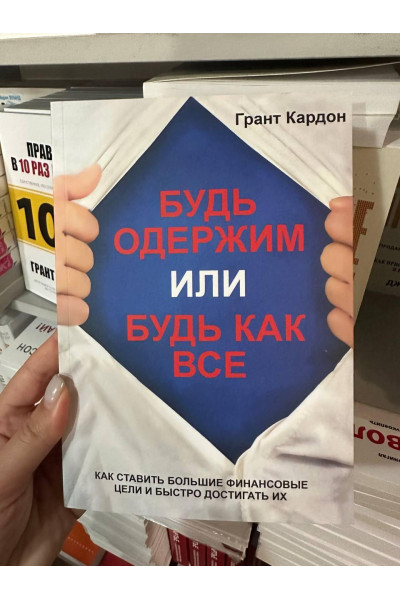 Грант Кардон
БУДЬ
ОДЕРЖИМ
ИЛИ
БУДЬ КАК
ВСЕ
КАК СТАВИТЬ БОЛЬШИЕ ФИНАНСОВЫЕ
ЦЕЛИ И БЫСТРО ДОСТИГАТЬ ИХ
В 10 РАЗ
10
ГРАНТ